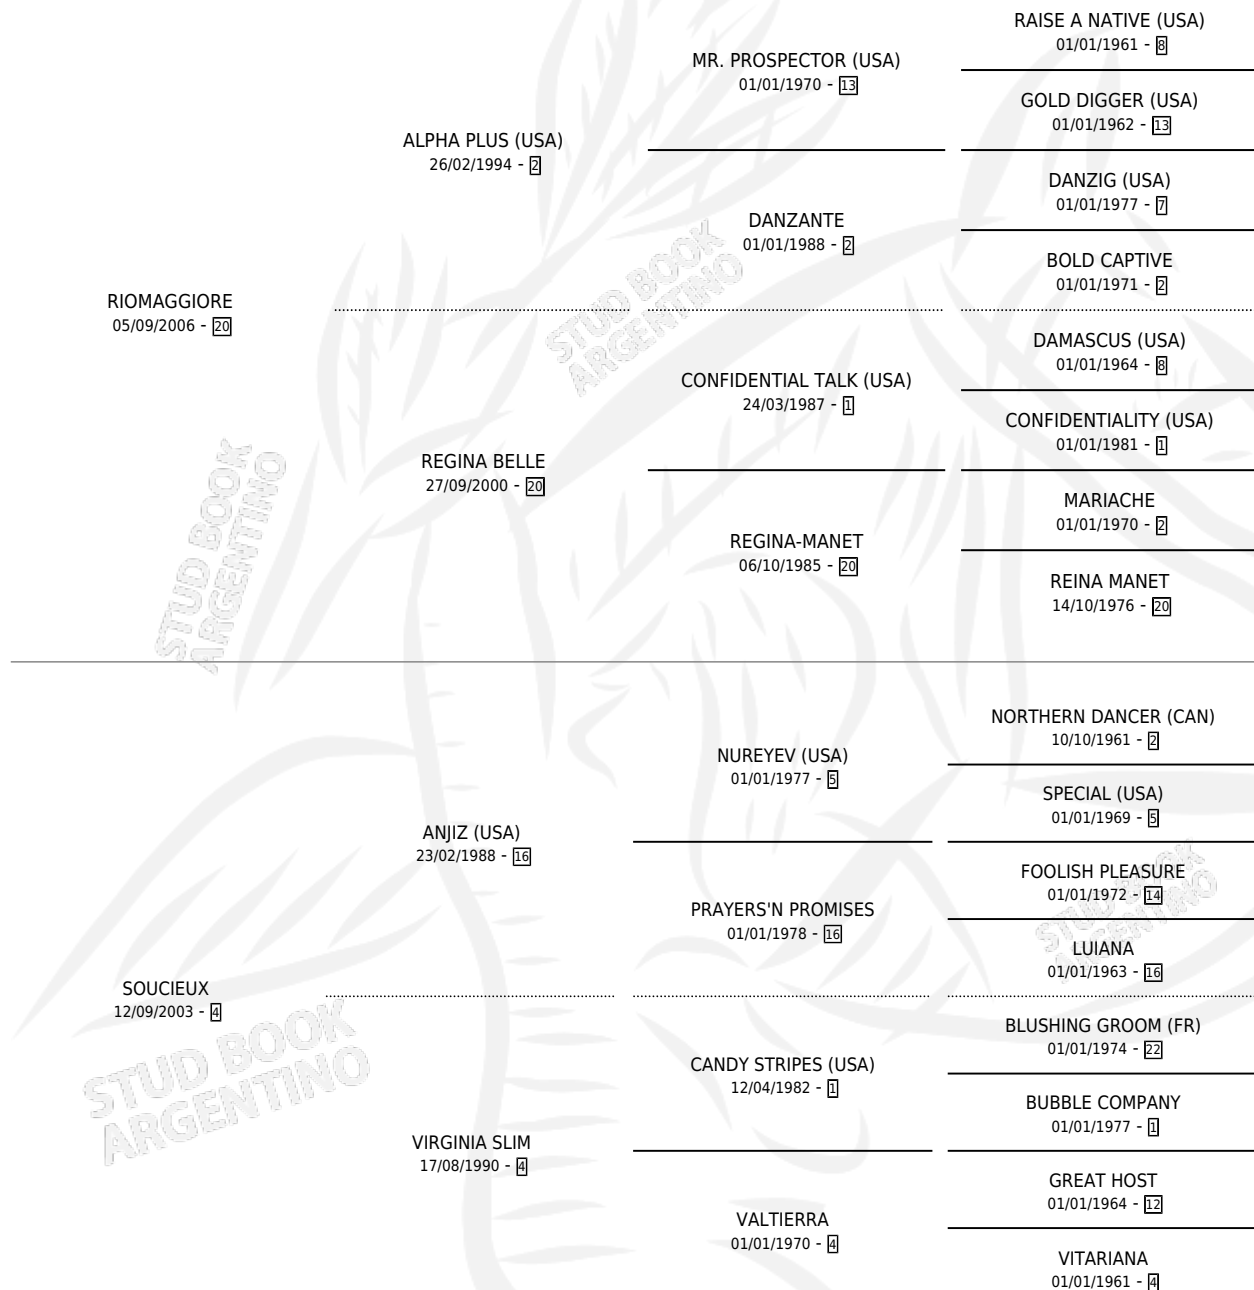 RAISE A NATIVE (USA)
01/01/1961 - 8
MR. PROSPECTOR (USA)
01/01/1970 - 13
GOLD DIGGER (USA)
01/01/1962 - 13
ALPHA PLUS (USA)
26/02/1994 - 2
DANZIG (USA)
01/01/1977 - 7
DANZANTE
01/01/1988 - 2
BOLD CAPTIVE
01/01/1971 - 2
RIOMAGGIORE
05/09/2006 - 20
DAMASCUS (USA)
01/01/1964 - 8
CONFIDENTIAL TALK (USA)
24/03/1987 - 1
CONFIDENTIALITY (USA)
01/01/1981 - 1
REGINA BELLE
27/09/2000 - 20
MARIACHE
01/01/1970 - 2
REGINA-MANET
06/10/1985 - 20
REINA MANET
14/10/1976 - 20
STUD BOOK
ARGENTINO
STUD BOOK
ARGENTINO
NORTHERN DANCER (CAN)
10/10/1961 - 2
NUREYEV (USA)
01/01/1977 - 5
SPECIAL (USA)
01/01/1969 - 5
ANJIZ (USA)
23/02/1988 - 16
FOOLISH PLEASURE
01/01/1972 - 14
PRAYERS'N PROMISES
01/01/1978 - 16
LUIANA
01/01/1963 - 16
SOUCIEUX
12/09/2003 - 4
BLUSHING GROOM (FR)
01/01/1974 - 22
CANDY STRIPES (USA)
12/04/1982 - 1
BUBBLE COMPANY
01/01/1977 - 1
VIRGINIA SLIM
17/08/1990 - 4
GREAT HOST
01/01/1964 - 12
VALTIERRA
01/01/1970 - 4
VITARIANA
01/01/1961 - 4
STUD BOOK
ARGENTINO
STUD BOOK
ARGENTINO